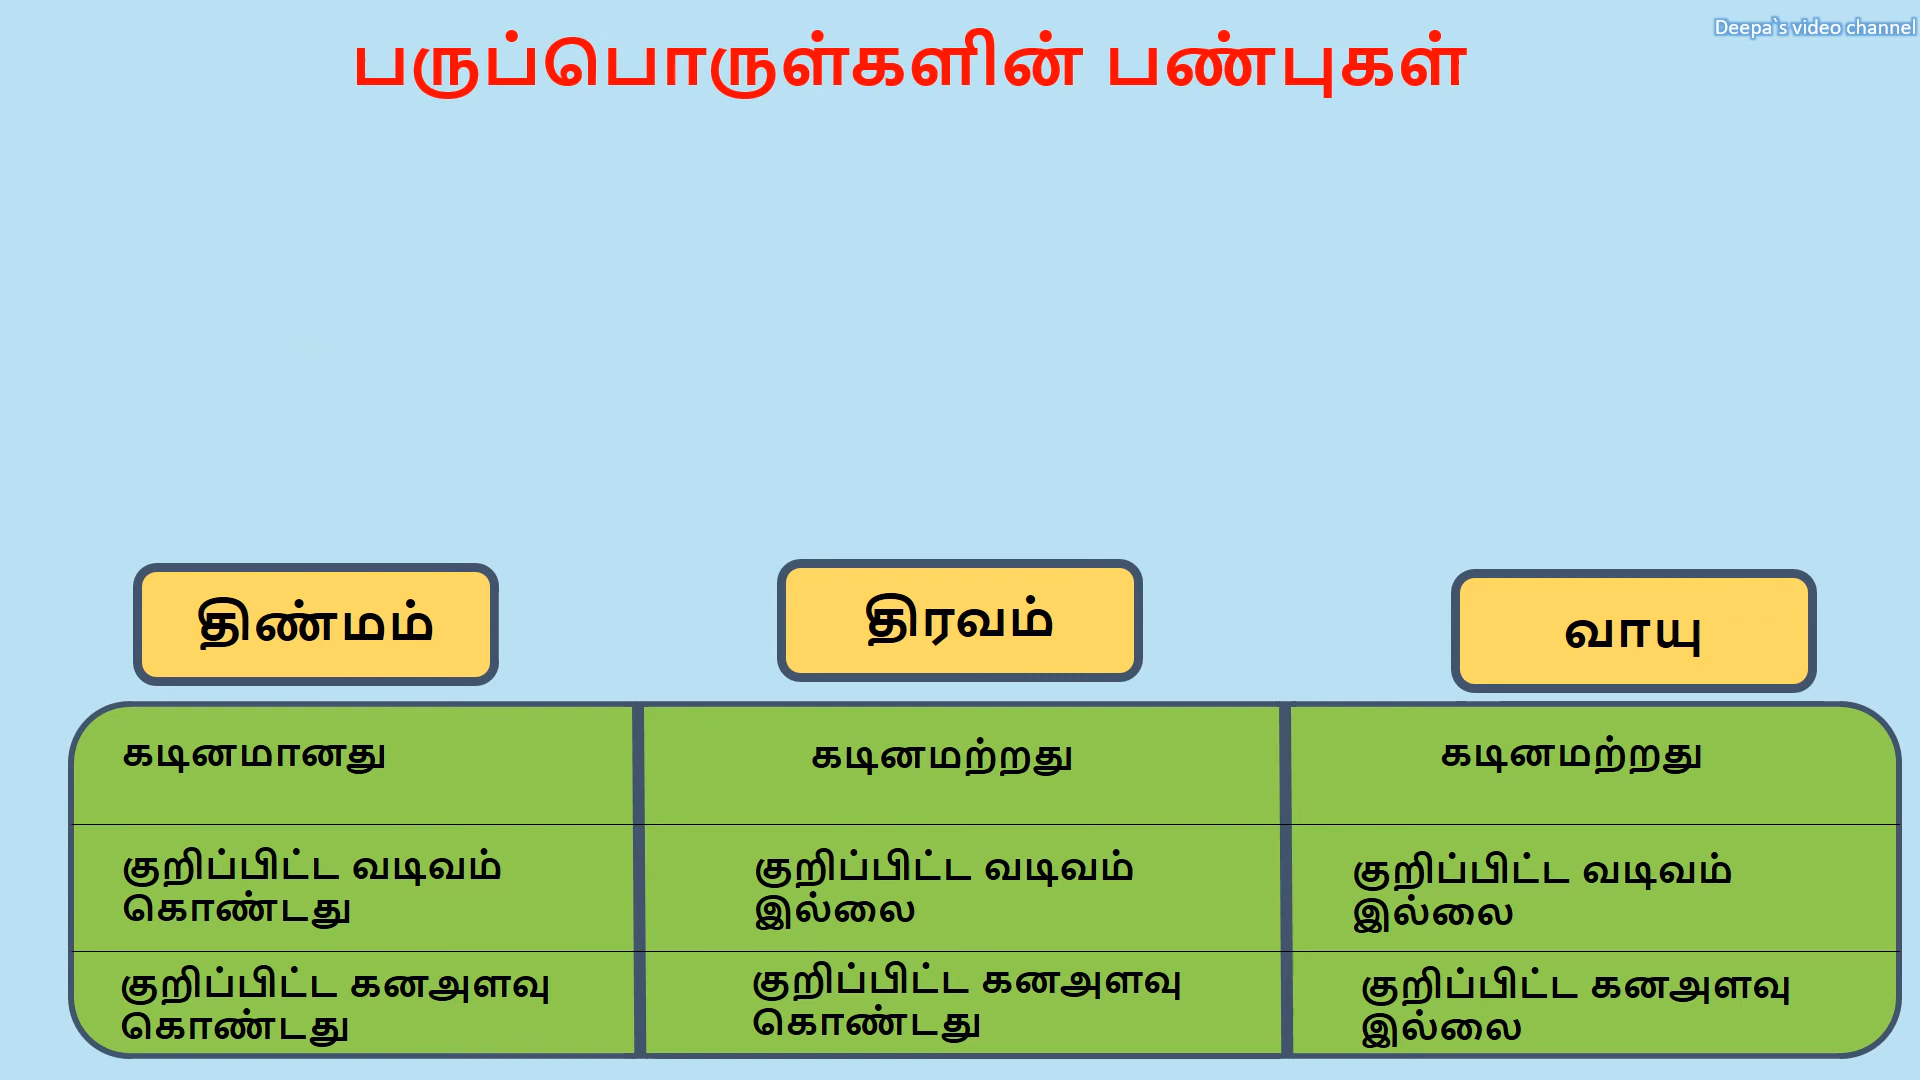 Deepa`s video channel
பருப்பொருள்களின் பண்புகள்
திண்மம்
திரவம்
வாயு
கடினமானது
கடினமற்றது
கடினமற்றது
குறிப்பிட்ட வடிவம்
கொண்டது
குறிப்பிட்ட வடிவம்
இல்லை
குறிப்பிட்ட வடிவம்
இல்லை
குறிப்பிட்ட கனஅளவு
கொண்டது
குறிப்பிட்ட கனஅளவு
கொண்டது
குறிப்பிட்ட கனஅளவு
இல்லை